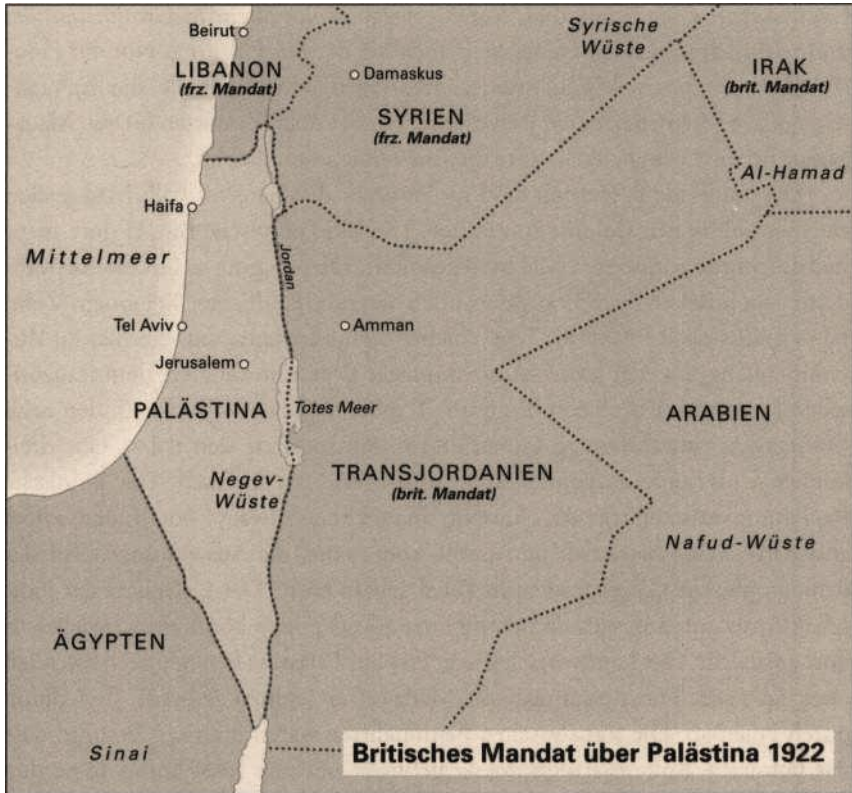 Beirut
Syrische
Wüste
LIBANON
(frz. Mandat)
Damaskus
IRAK
(brit. Mandat)
SYRIEN
(frz. Mandat)
Al-Hamad
Haifa
Mittelmeer
Jordan
Tel Aviv
Amman
Jerusalem
PALÄSTINA
Totes Meer
ARABIEN
Negev-
Wüste
TRANSJORDANIEN
(brit. Mandat)
Nafud-Wüste
ÄGYPTEN
Sinai
Britisches Mandat über Palästina 1922